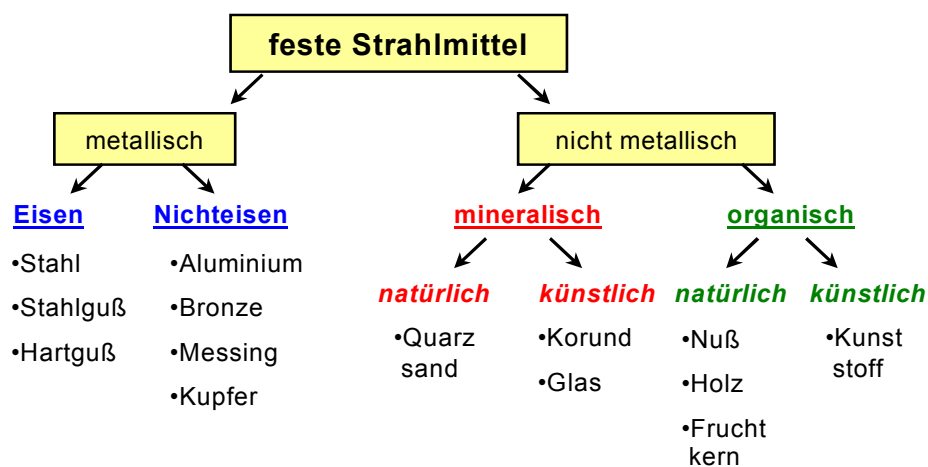 feste Strahlmittel
metallisch
nicht metallisch
Eisen
Nichteisen
mineralisch
organisch
•Stahl
•Stahlguß
•Hartguß
•Aluminium
•Bronze
•Messing
•Kupfer
natürlich
künstlich
natürlich
künstlich
•Quarz
sand
•Korund
•Glas
•Nuß
•Holz
•Frucht
kern
•Kunst
stoff